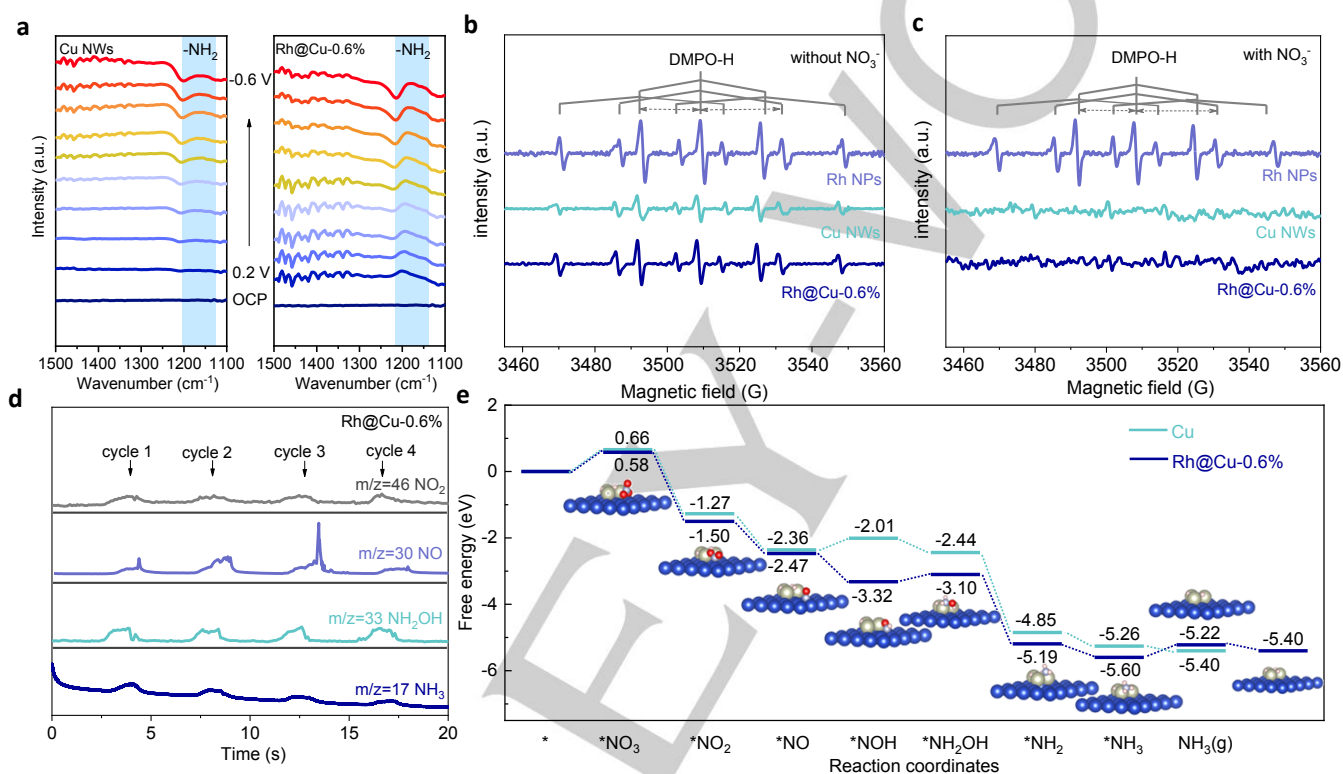 a
Cu NWs
-NH2
-0.6 V
0.2 V
OCP
Intensity (a.u.)
1500 1400 1300 1200 1100
Wavenumber (cm-1)
Rh@Cu-0.6%
-NH2
1500 1400 1300 1200 1100
Wavenumber (cm-1)
b
DMPO-H
without NO3-
Rh NPs
Cu NWs
Rh@Cu-0.6%
intensity (a.u.)
3460 3480 3500 3520 3540 3560
Magnetic field (G)
c
DMPO-H
with NO3-
Rh NPs
Cu NWs
Rh@Cu-0.6%
intensity (a.u.)
3460 3480 3500 3520 3540 3560
Magnetic field (G)
d
Rh@Cu-0.6%
cycle 1 cycle 2 cycle 3 cycle 4
m/z=46 NO2
m/z=30 NO
m/z=33 NH2OH
m/z=17 NH3
0 5 10 15 20
Time (s)
e
Free energy (eV)
2
0
-2
-4
-6
Cu
Rh@Cu-0.6%
0.66
0.58
-1.27
-1.50
-2.36
-2.47
-2.01
-3.32
-2.44
-3.10
-4.85
-5.19
-5.26
-5.60
-5.22
-5.40
-5.40
* *NO3 *NO2 *NO *NOH *NH2OH *NH2 *NH3 NH3(g)
Reaction coordinates